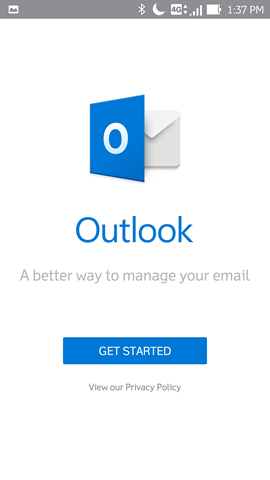 4G 1:37 PM
O
Outlook
A better way to manage your email
GET STARTED
View our Privacy Policy